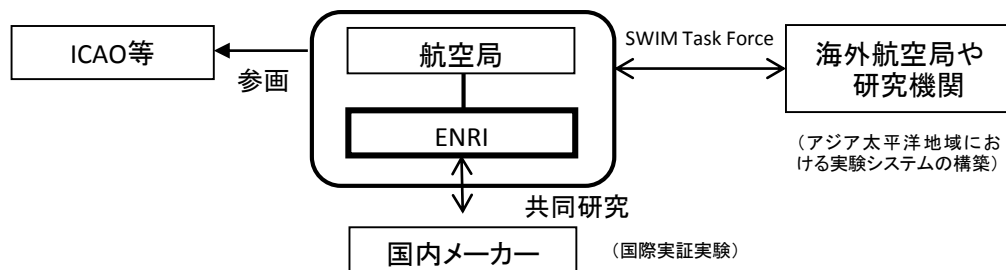 ICAO等
参画
航空局
ENRI
SWIM Task Force
海外航空局や
研究機関
（アジア太平洋地域にお
ける実験システムの構築）
共同研究
国内メーカー
（国際実証実験）